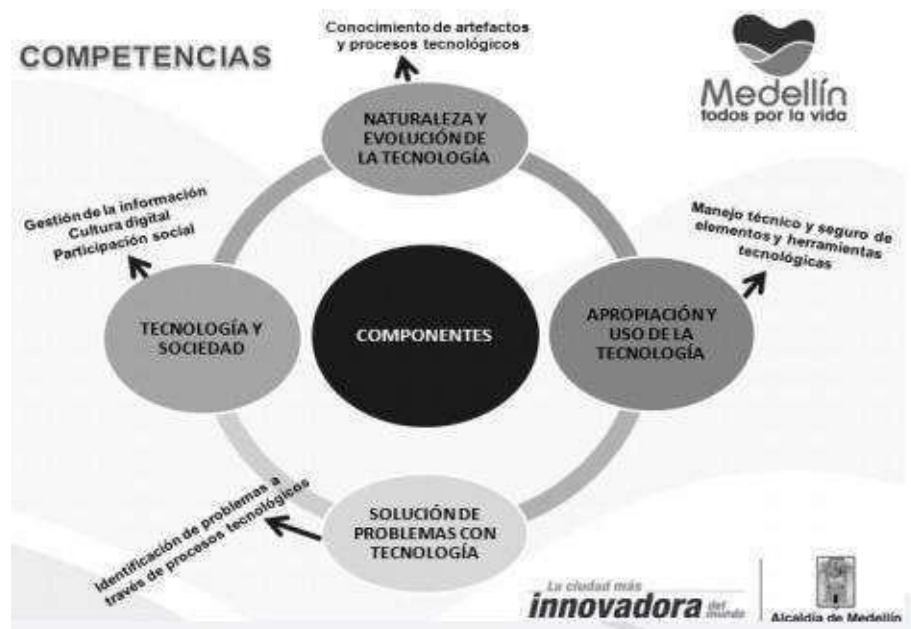 Conocimiento de artefactos
y procesos tecnológicos
COMPETENCIAS
Medellín
todos por la vida
NATURALEZA Y
EVOLUCIÓN DE
LA TECNOLOGÍA
Gestión de la información
Cultura digital
Participación social
Manejo técnico y seguro de
elementos y herramientas
tecnológicas
TECNOLOGÍA Y
SOCIEDAD
COMPONENTES
APROPIACIÓN Y
USO DE LA
TECNOLOGÍA
Identificación de problemas a
través de procesos tecnológicos
SOLUCIÓN DE
PROBLEMAS CON
TECNOLOGÍA
La ciudad más
innovadora del
mundo
Alcaldía de Medellín